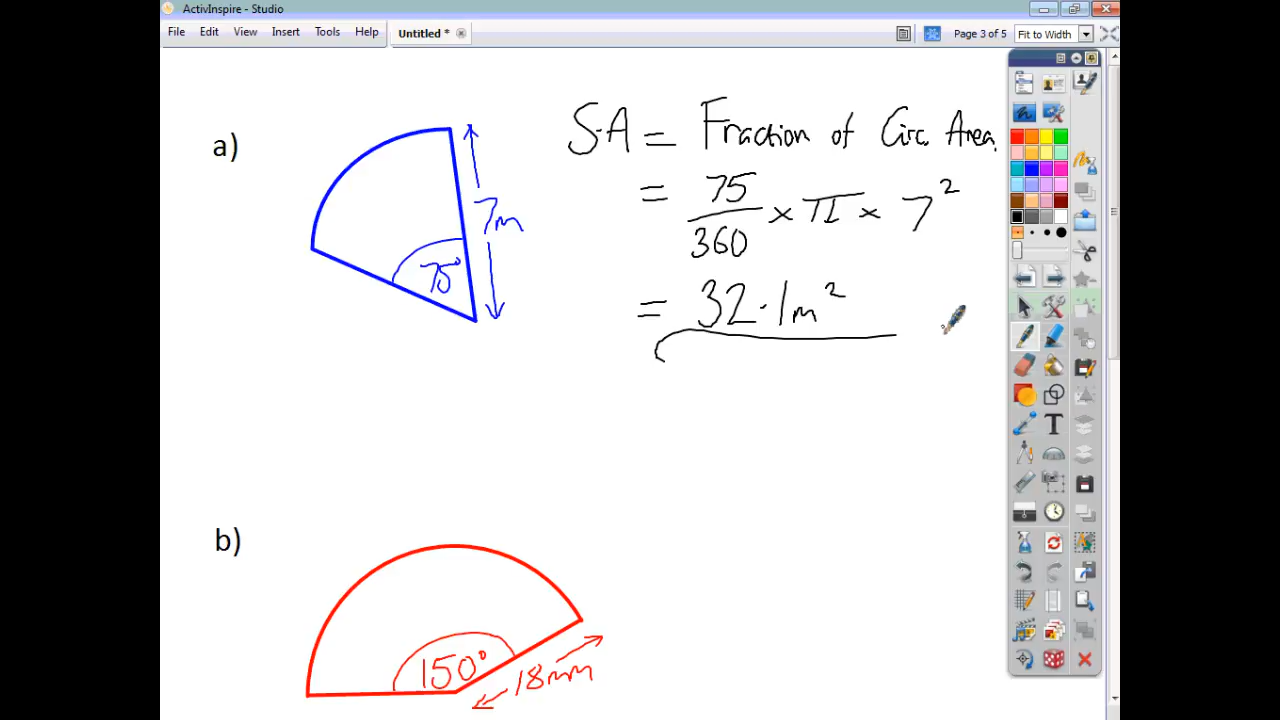 ActivInspire - Studio
File Edit View Insert Tools Help Untitled * Page 3 of 5 Fit to Width
a)
7m
75°
S.A = Fraction of Circ. Area.
= 75/360 × π × 7²
= 32·1m²
b)
150°
18mm